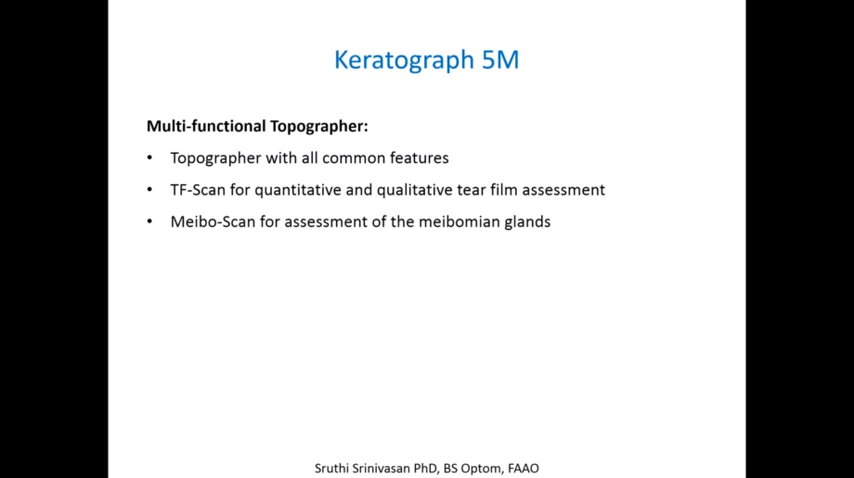 Keratograph 5M
Multi-functional Topographer:
• Topographer with all common features
• TF-Scan for quantitative and qualitative tear film assessment
• Meibo-Scan for assessment of the meibomian glands
Sruthi Srinivasan PhD, BS Optom, FAAO